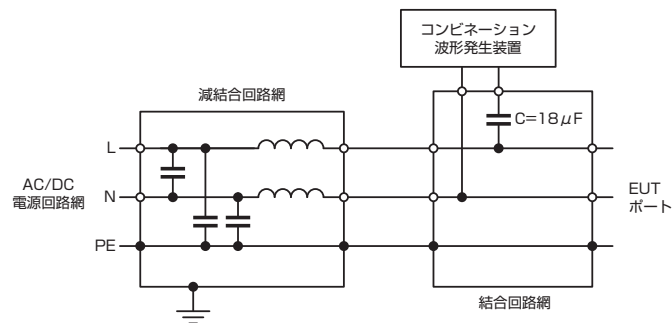 コンビネーション
波形発生装置
減結合回路網
C=18μF
L
AC/DC
電源回路網
N
EUT
ポート
PE
結合回路網